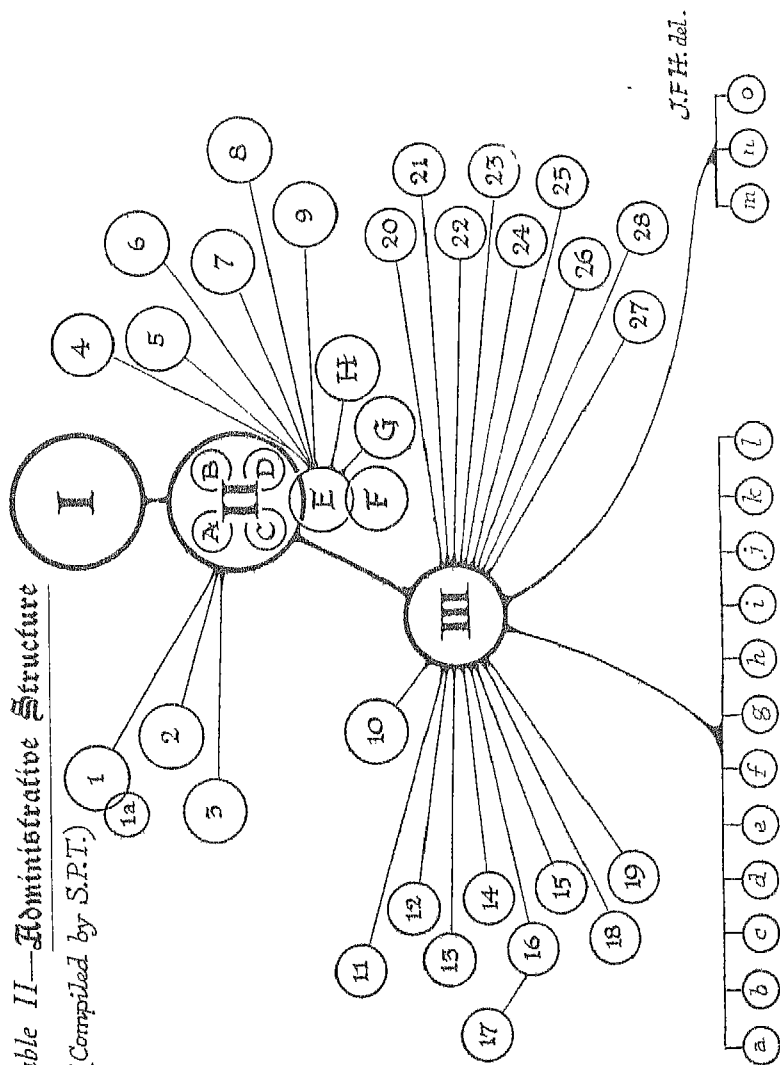 able II—Administrative Structure
(Compiled by S.P.T.)
I
II
A
B
C
D
E
F
G
H
1
1a
2
3
4
5
6
7
8
9
III
10
11
12
13
14
15
16
17
18
19
20
21
22
23
24
25
26
27
28
a b c d e f g h i j k l
m n o
J.F.H. del.